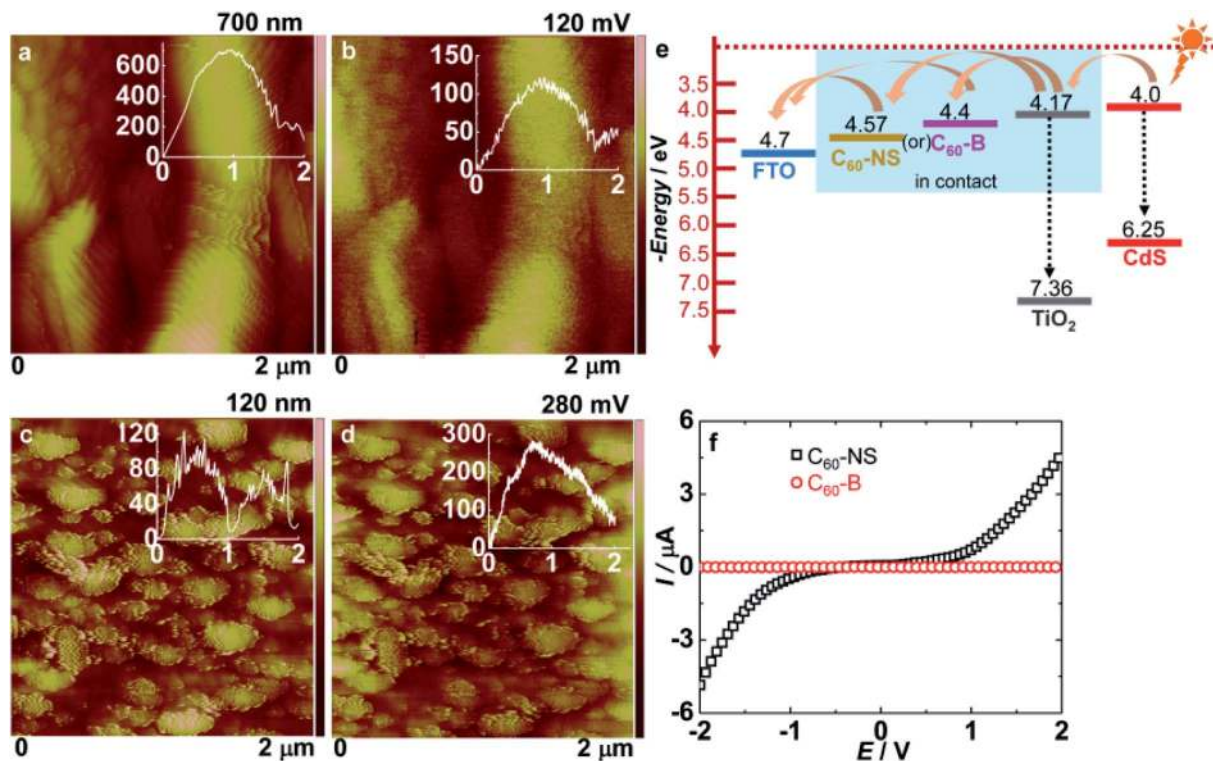 700 nm
a
600
400
200
0
0 1 2
0 2 μm
120 mV
b
150
100
50
0
0 1 2
0 2 μm
e
-Energy / eV
3.5
4.0
4.5
5.0
5.5
6.0
6.5
7.0
7.5
4.7
FTO
4.57
C₆₀-NS
(or)
4.4
C₆₀-B
4.17
in contact
7.36
TiO₂
4.0
6.25
CdS
120 nm
c
120
80
40
0
0 1 2
0 2 μm
280 mV
d
300
200
100
0
0 1 2
0 2 μm
f
C₆₀-NS
C₆₀-B
I / μA
6
3
0
-3
-6
-2 -1 0 1 2
E / V